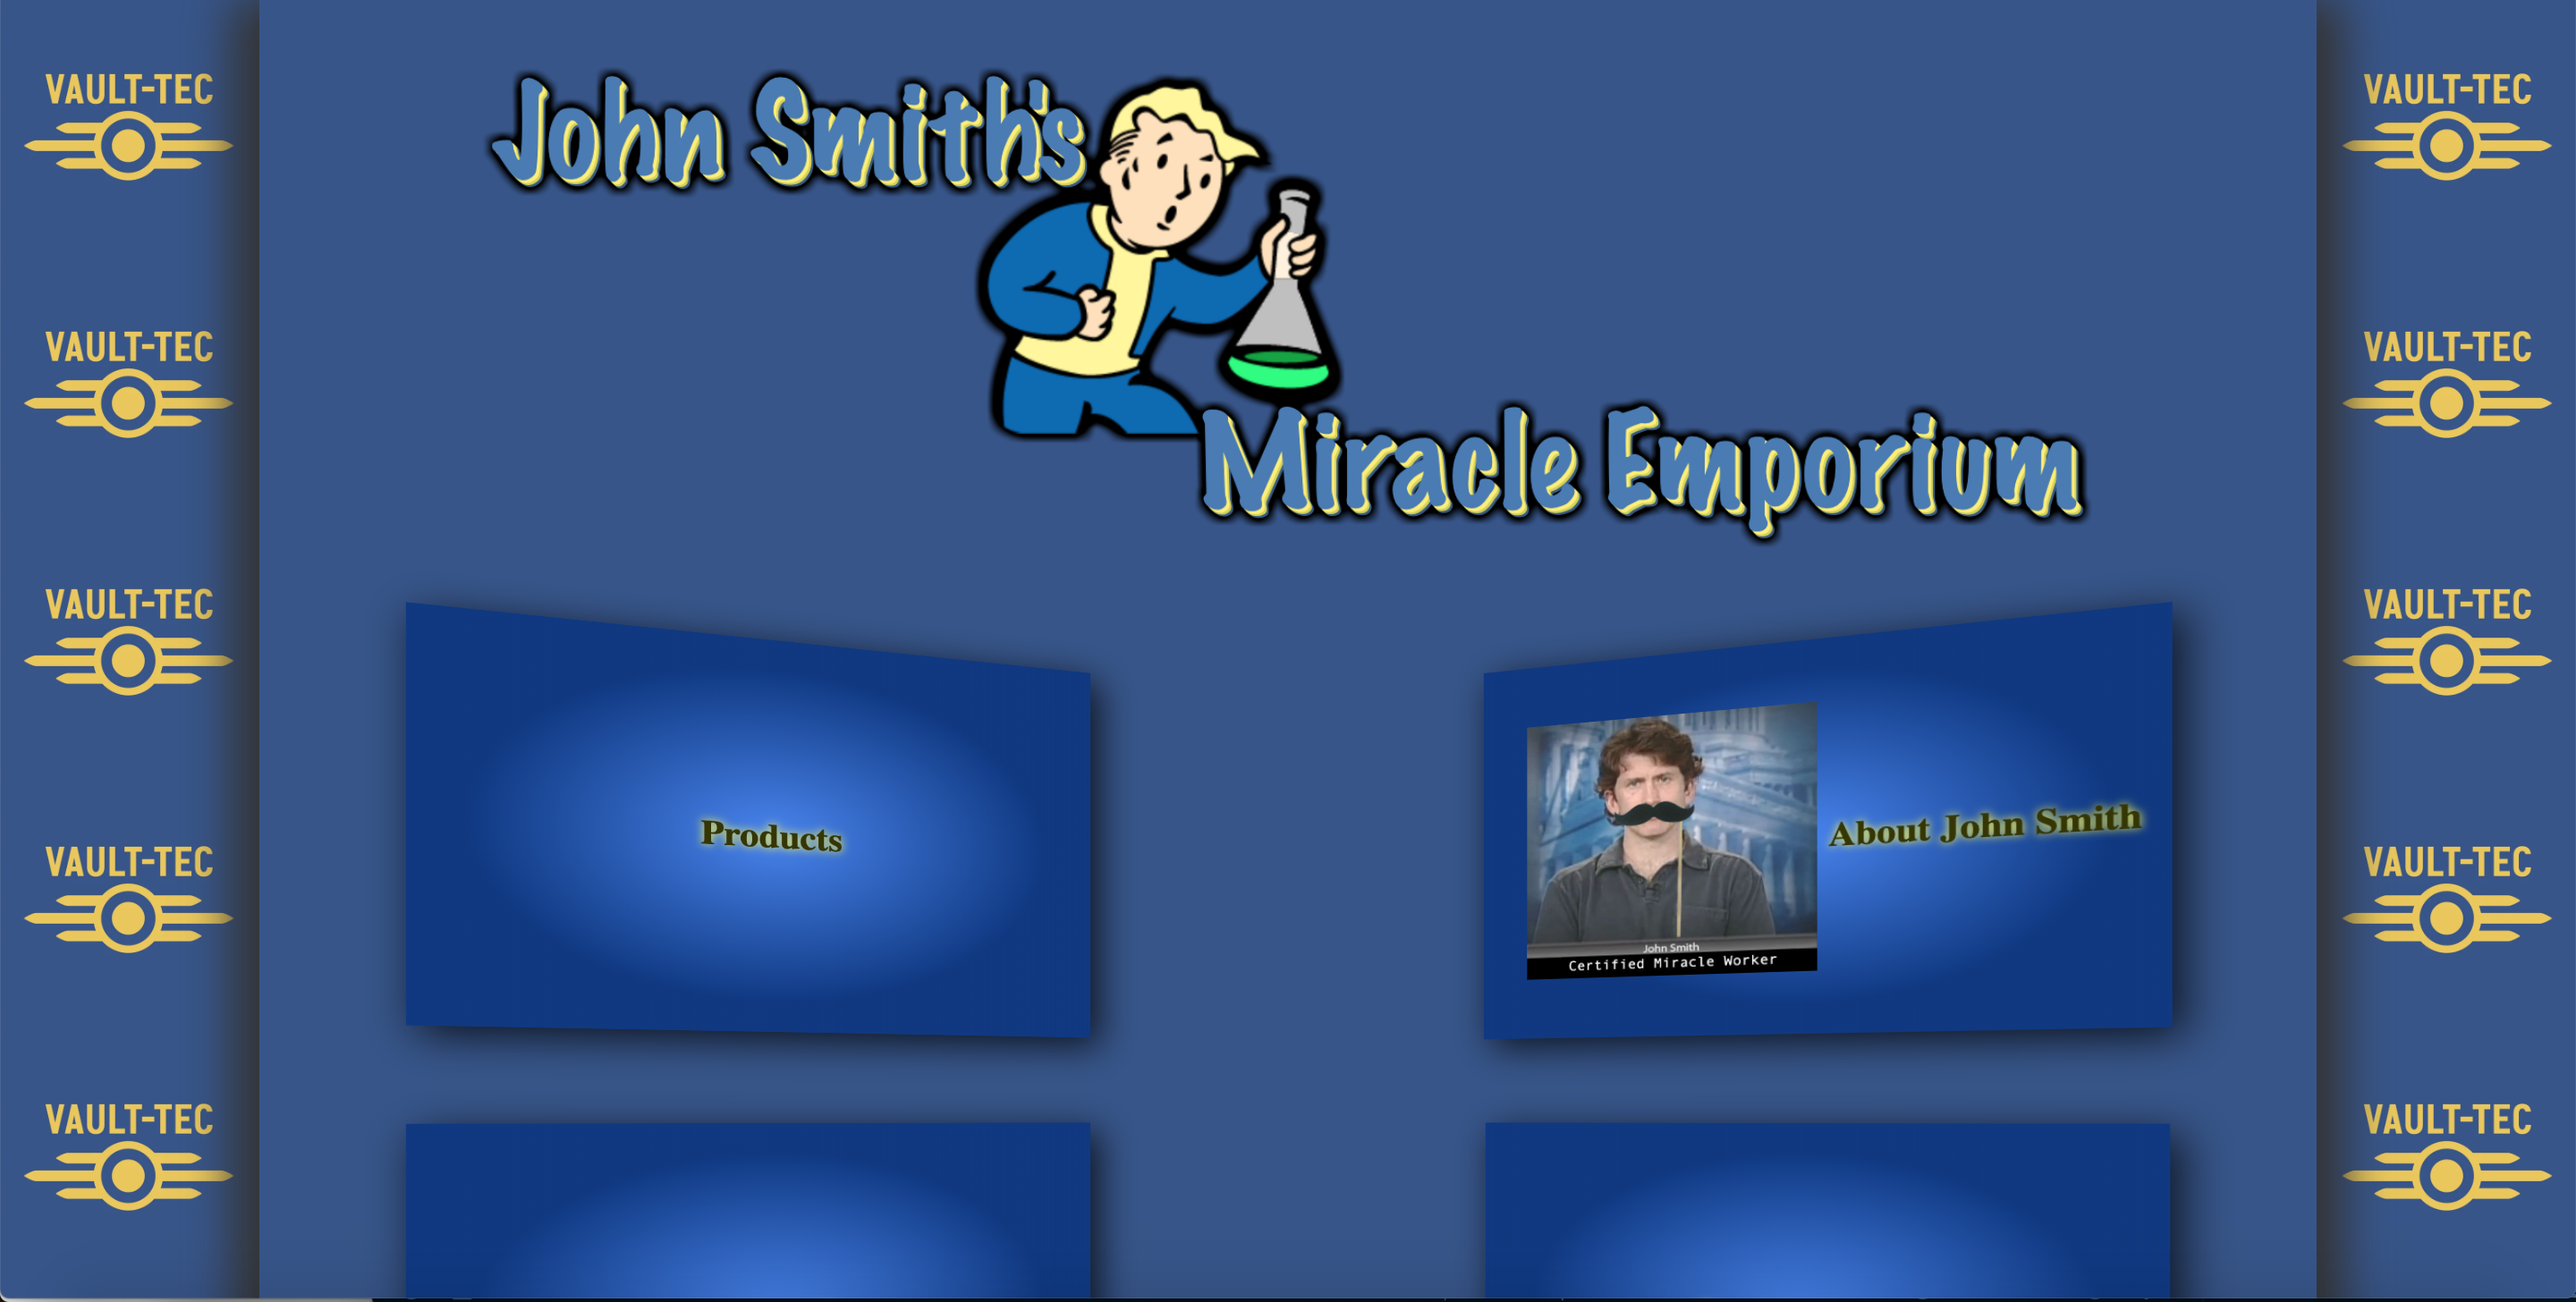 VAULT-TEC
VAULT-TEC
John Smith's
VAULT-TEC
VAULT-TEC
Miracle Emporium
VAULT-TEC
VAULT-TEC
Products
About John Smith
VAULT-TEC
VAULT-TEC
John Smith
Certified Miracle Worker
VAULT-TEC
VAULT-TEC